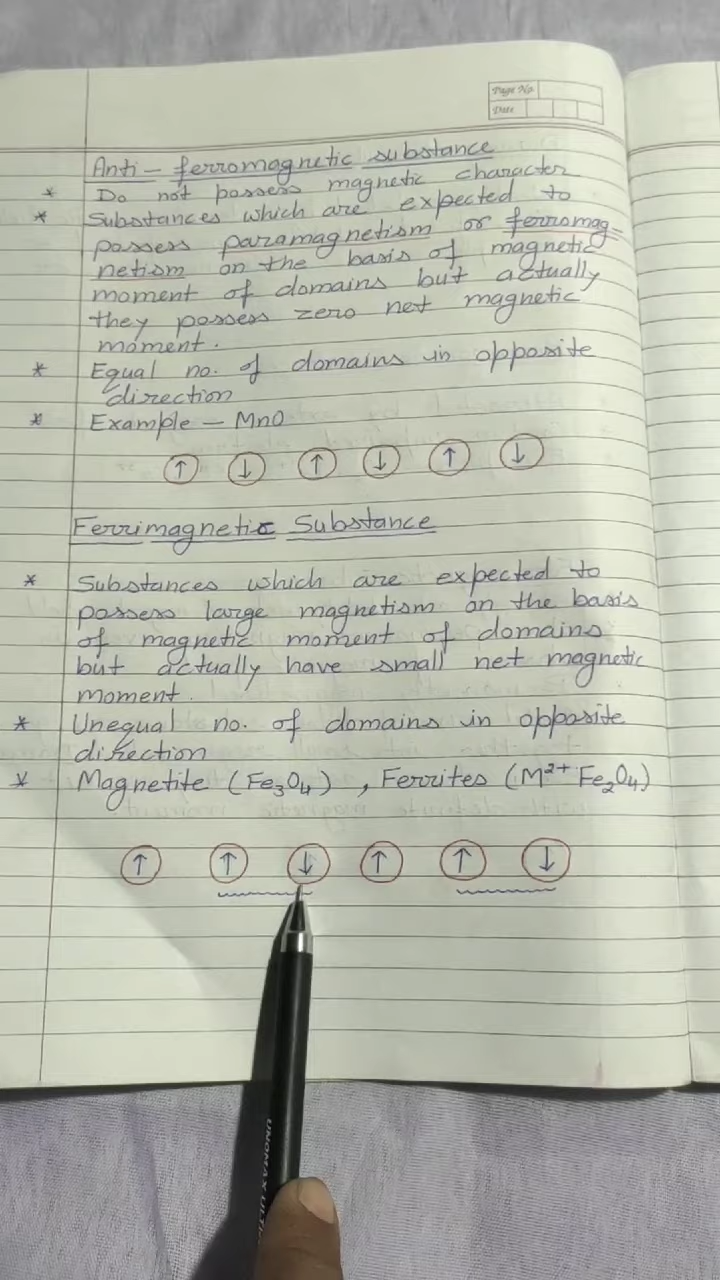 Page No.
Date
Anti - ferromagnetic substance
* Do not possess magnetic character
* Substances which are expected to
possess paramagnetism or ferromag-
netism on the basis of magnetic
moment of domains but actually
they possess zero net magnetic
moment.
* Equal no. of domains in opposite
direction
* Example - MnO
↑ ↓ ↑ ↓ ↑ ↓
Ferrimagnetic Substance
* Substances which are expected to
possess large magnetism on the basis
of magnetic moment of domains
but actually have small net magnetic
moment.
* Unequal no. of domains in opposite
direction
* Magnetite (Fe₃O₄) , Ferrites (M²⁺ Fe₂O₄)
↑ ↑ ↓ ↑ ↑ ↓